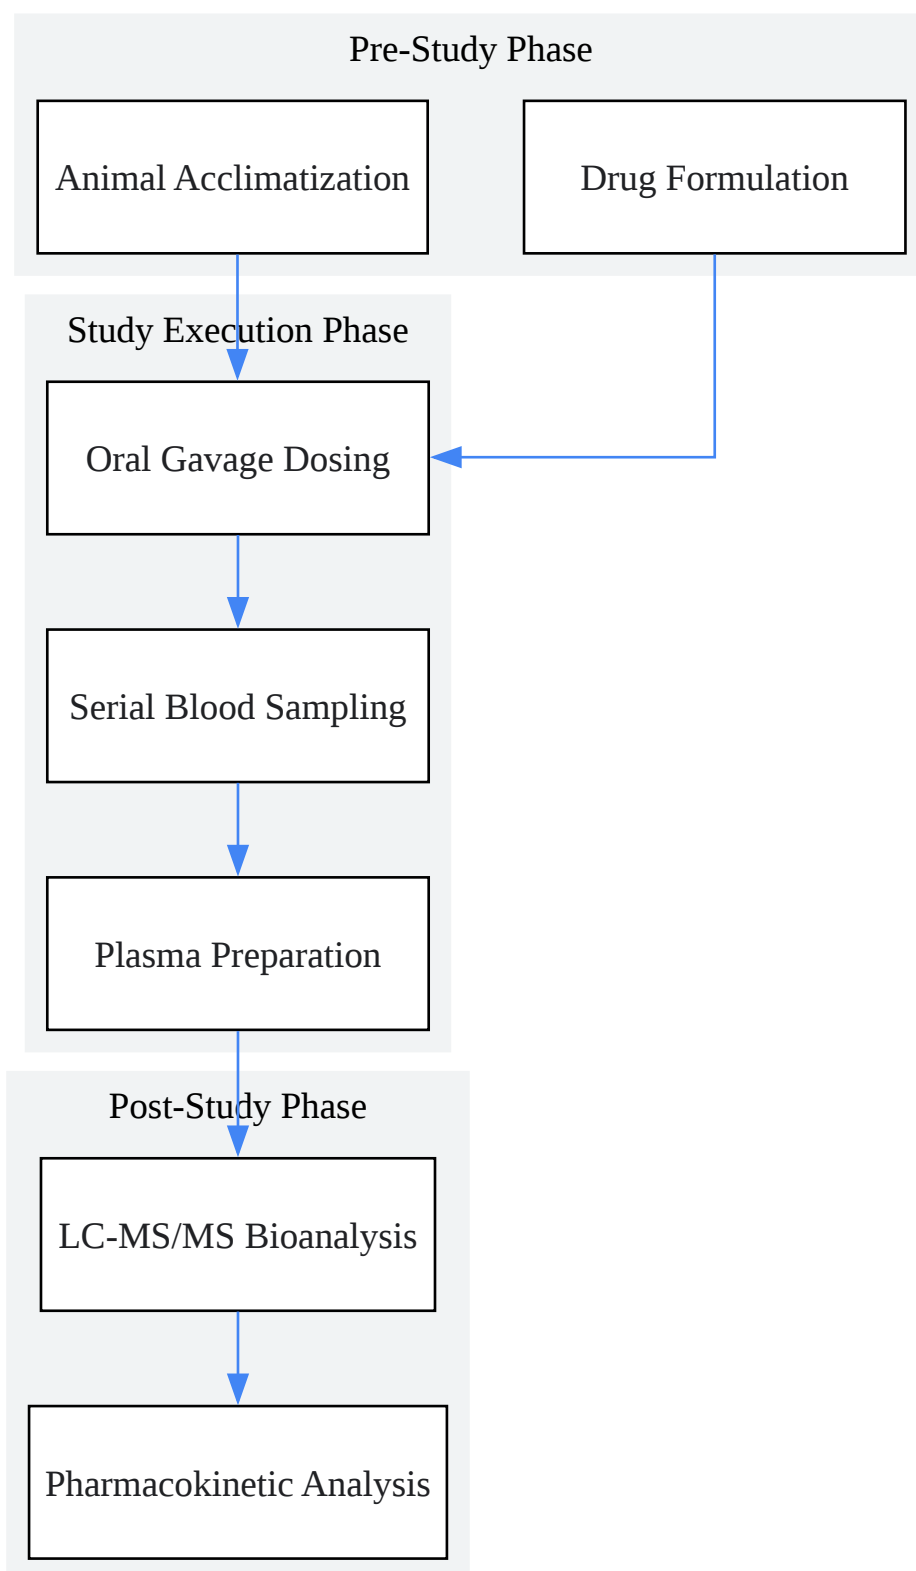 Pre-Study Phase
Animal Acclimatization
Drug Formulation
Study Execution Phase
Oral Gavage Dosing
Serial Blood Sampling
Plasma Preparation
Post-Study Phase
LC-MS/MS Bioanalysis
Pharmacokinetic Analysis